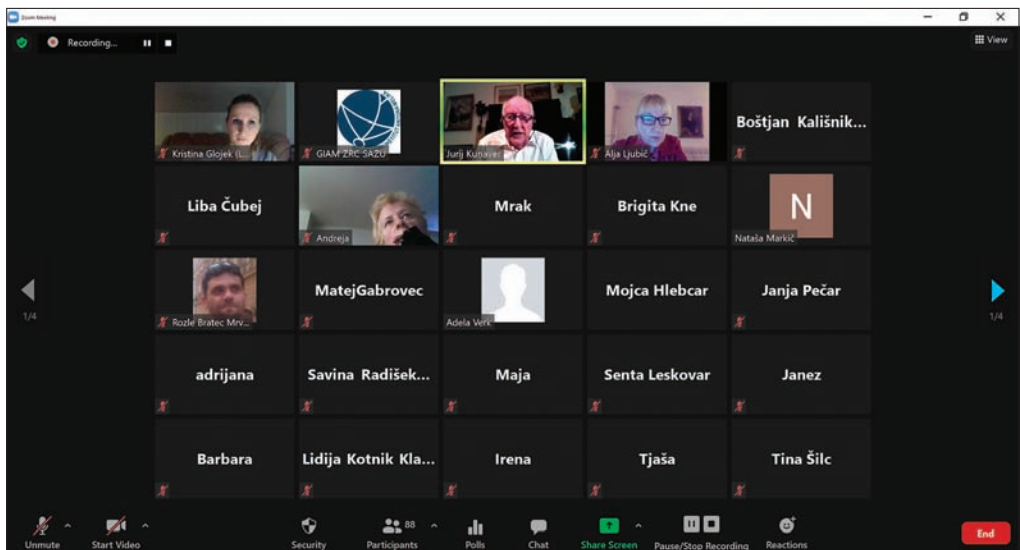 Zoom Meeting
Recording...
View
Kristina Glojek (L...
GIAM ZRC SAZU
Jurij Kunaver
Alja Ljubič
Boštjan Kališnik...
Liba Čubej
Andreja
Mrak
Brigita Kne
N
Nataša Markič
Rozle Bratec Mrv...
MatejGabrovec
Adela Verk
Mojca Hlebcar
Janja Pečar
1/4
1/4
adrijana
Savina Radišek...
Maja
Senta Leskovar
Janez
Barbara
Lidija Kotnik Kla...
Irena
Tjaša
Tina Šilc
Unmute
Start Video
Security
88
Participants
Polls
Chat
Share Screen
Pause/Stop Recording
Reactions
End